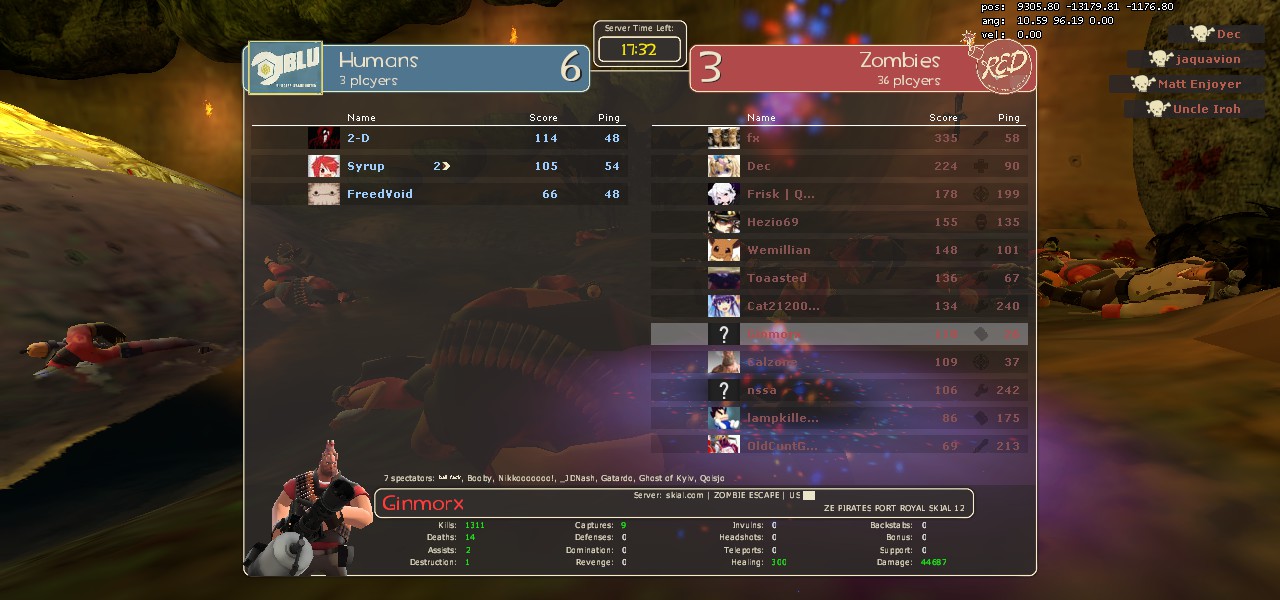 pos: 9305.80 -13179.81 -1176.80
ang: 10.59 96.19 0.00
vel: 0.00
Dec
jaquavion
Matt Enjoyer
Uncle Iroh
Server Time Left:
17:32
BLU
Humans
3 players
6
3
Zombies
36 players
RED
Name Score Ping
2-D 114 48
Syrup 2 105 54
FreedVoid 66 48
Name Score Ping
fx 335 58
Dec 224 90
Frisk | Q... 178 199
Hezio69 155 135
Wemillian 148 101
Toaasted 136 67
Cat21200... 134 240
? Ginmorx
Salzone 109 37
? nssa 106 242
lampkille... 86 175
OldCuntG... 69 213
7 spectators: Booby, Nikkooooooo!, _JDNash, Gatardo, Ghost of Kyiv, Qoisjo
Ginmorx
Server: skial.com | ZOMBIE ESCAPE | US
ZE PIRATES PORT ROYAL SKIAL 12
Kills: 1311 Captures: 9 Invulns: 0 Backstabs: 0
Deaths: 14 Defenses: 0 Headshots: 0 Bonus: 0
Assists: 2 Domination: 0 Teleports: 0 Support: 0
Destruction: 1 Revenge: 0 Healing: 300 Damage: 44687